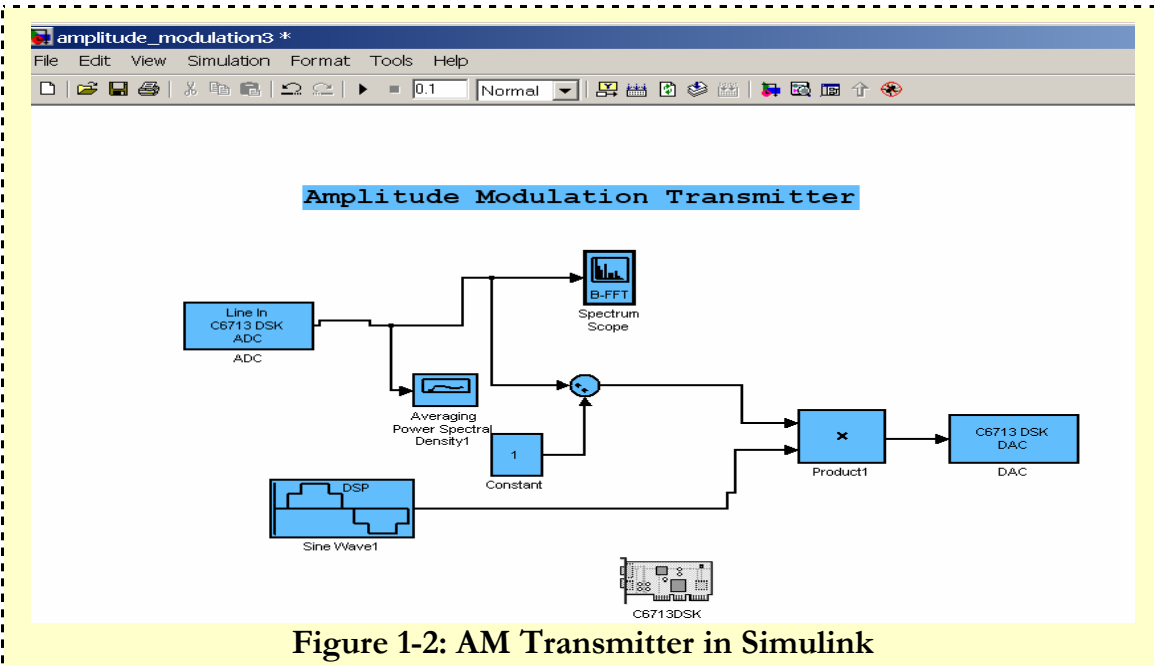 amplitude_modulation3 *
File Edit View Simulation Format Tools Help
0.1 Normal
Amplitude Modulation Transmitter
B-FFT
Spectrum
Scope
Line In
C6713 DSK
ADC
ADC
Averaging
Power Spectral
Density1
1
Constant
×
Product1
C6713 DSK
DAC
DAC
DSP
Sine Wave1
C6713DSK
Figure 1-2: AM Transmitter in Simulink